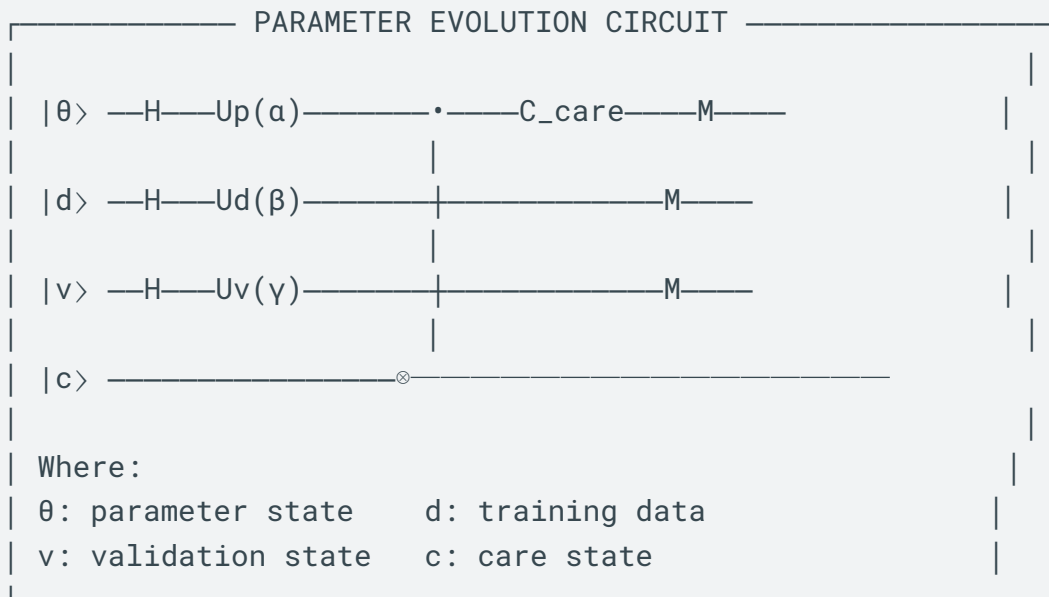 PARAMETER EVOLUTION CIRCUIT
|θ⟩ ──H───Up(α)───────•────C_care────M────
|d⟩ ──H───Ud(β)───────┼────────────M────
|v⟩ ──H───Uv(γ)───────┼────────────M────
|c⟩ ────────────────⊗────────────────
Where:
θ: parameter state    d: training data
v: validation state   c: care state